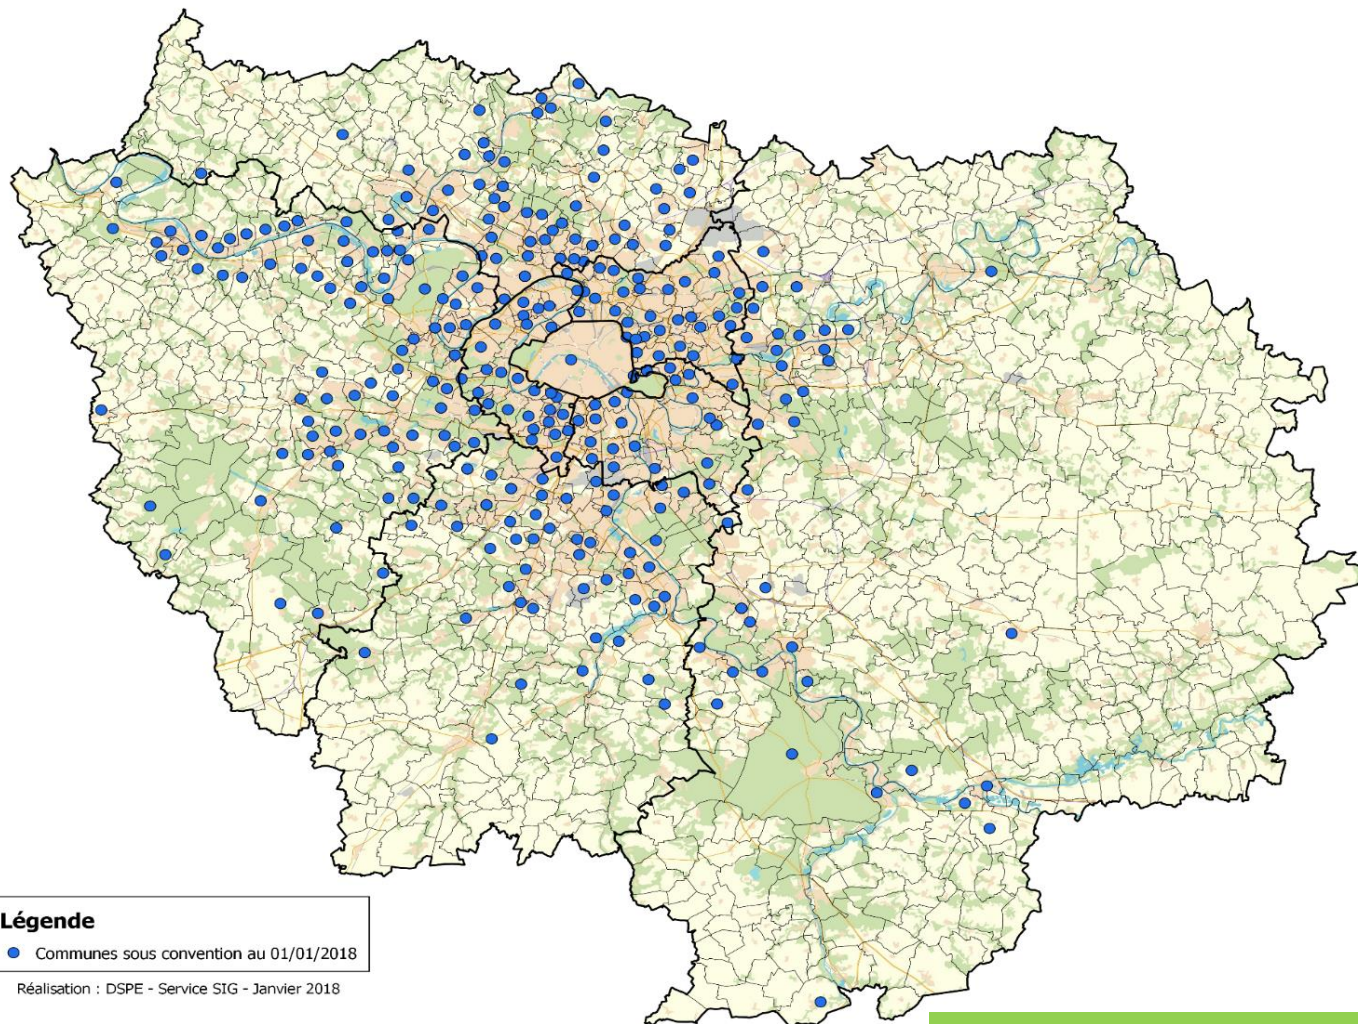 Légende
Communes sous convention au 01/01/2018
Réalisation : DSPE - Service SIG - Janvier 2018